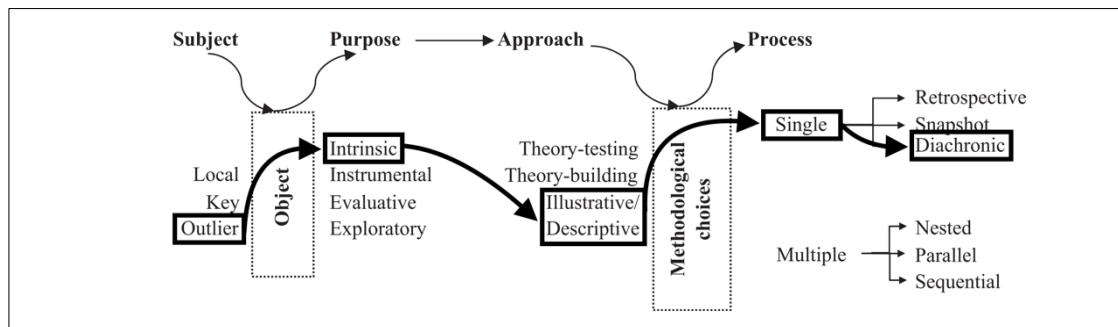 Subject Purpose Approach Process
Local
Key
Outlier
Object
Intrinsic
Instrumental
Evaluative
Exploratory
Theory-testing
Theory-building
Illustrative/
Descriptive
Methodological
choices
Single
Retrospective
Snapshot
Diachronic
Multiple
Nested
Parallel
Sequential